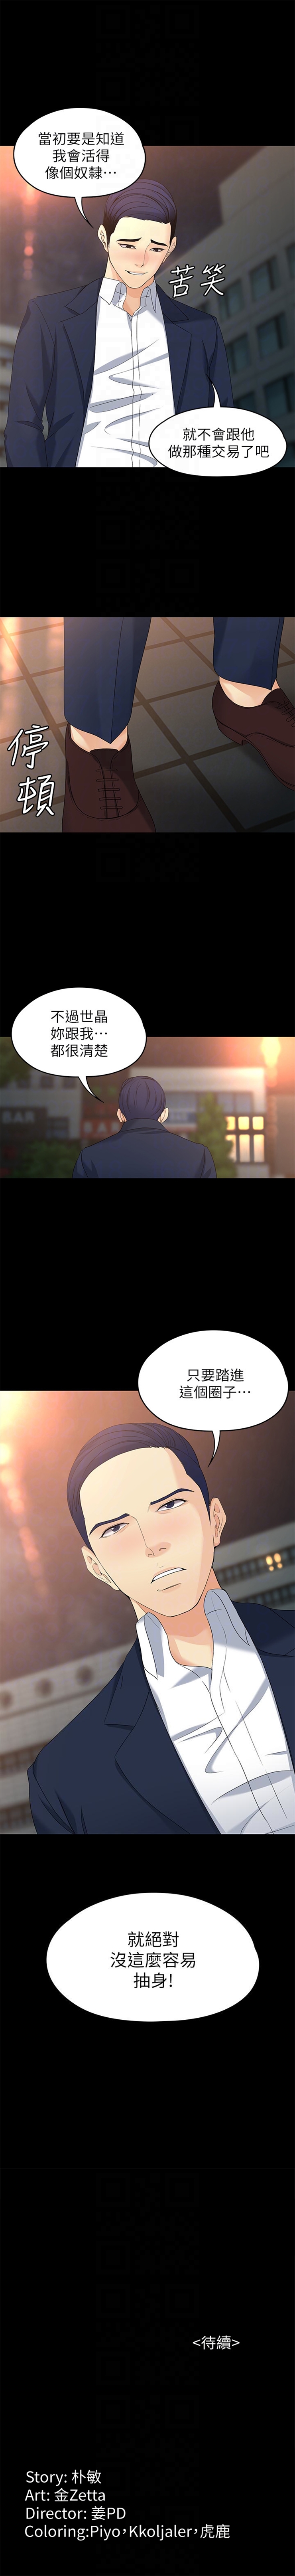 當初要是知道
我會活得
像個奴隸⋯
苦笑
就不會跟他
做那種交易了吧
停
頓
不過世晶
妳跟我⋯
都很清楚
BAR
只要踏進
這個圈子⋯
就絕對
沒這麼容易
抽身!
<待續>
Story: 朴敏
Art: 金Zetta
Director: 姜PD
Coloring:Piyo,Kkoljaler,虎鹿